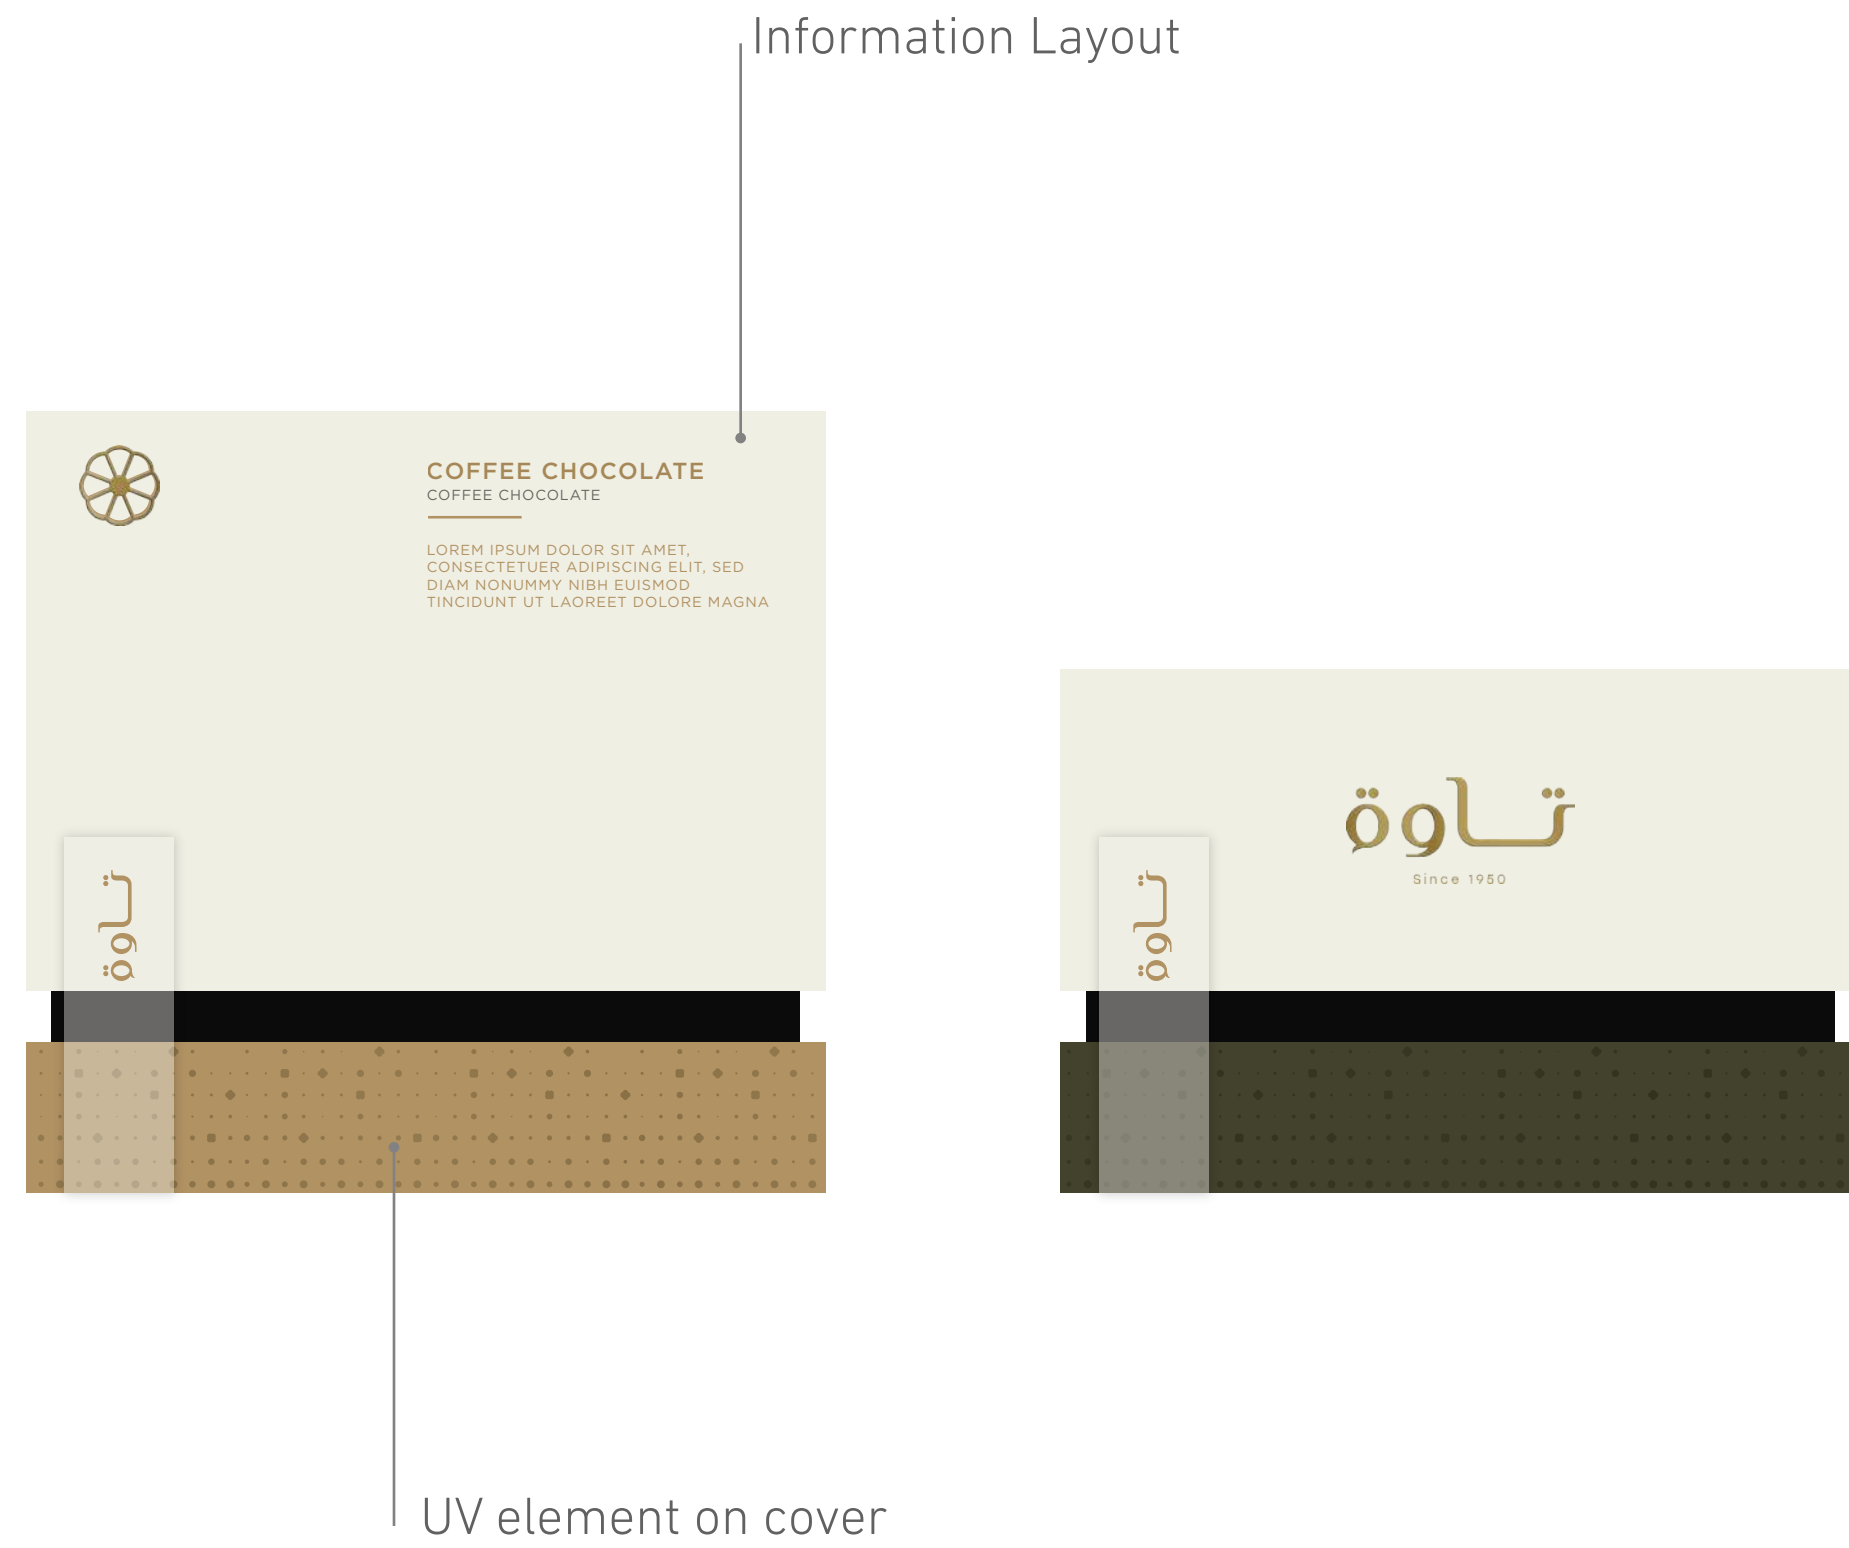 Information Layout
COFFEE CHOCOLATE
COFFEE CHOCOLATE
LOREM IPSUM DOLOR SIT AMET,
CONSECTETUER ADIPISCING ELIT, SED
DIAM NONUMMY NIBH EUISMOD
TINCIDUNT UT LAOREET DOLORE MAGNA
تاوة
تاوة
Since 1950
تاوة
UV element on cover